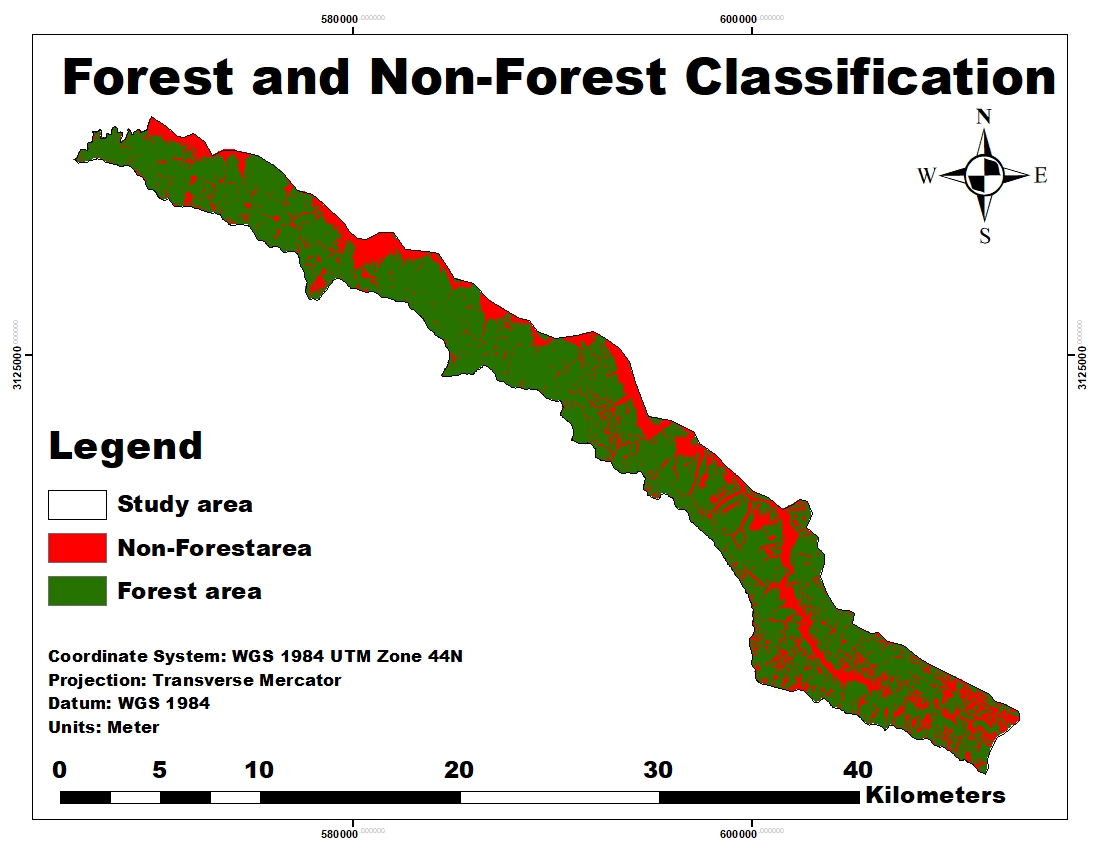 580000.000000 600000.000000
Forest and Non-Forest Classification
N
W E
S
3125000.000000 3125000.000000
Legend
Study area
Non-Forestarea
Forest area
Coordinate System: WGS 1984 UTM Zone 44N
Projection: Transverse Mercator
Datum: WGS 1984
Units: Meter
0 5 10 20 30 40
Kilometers
580000.000000 600000.000000